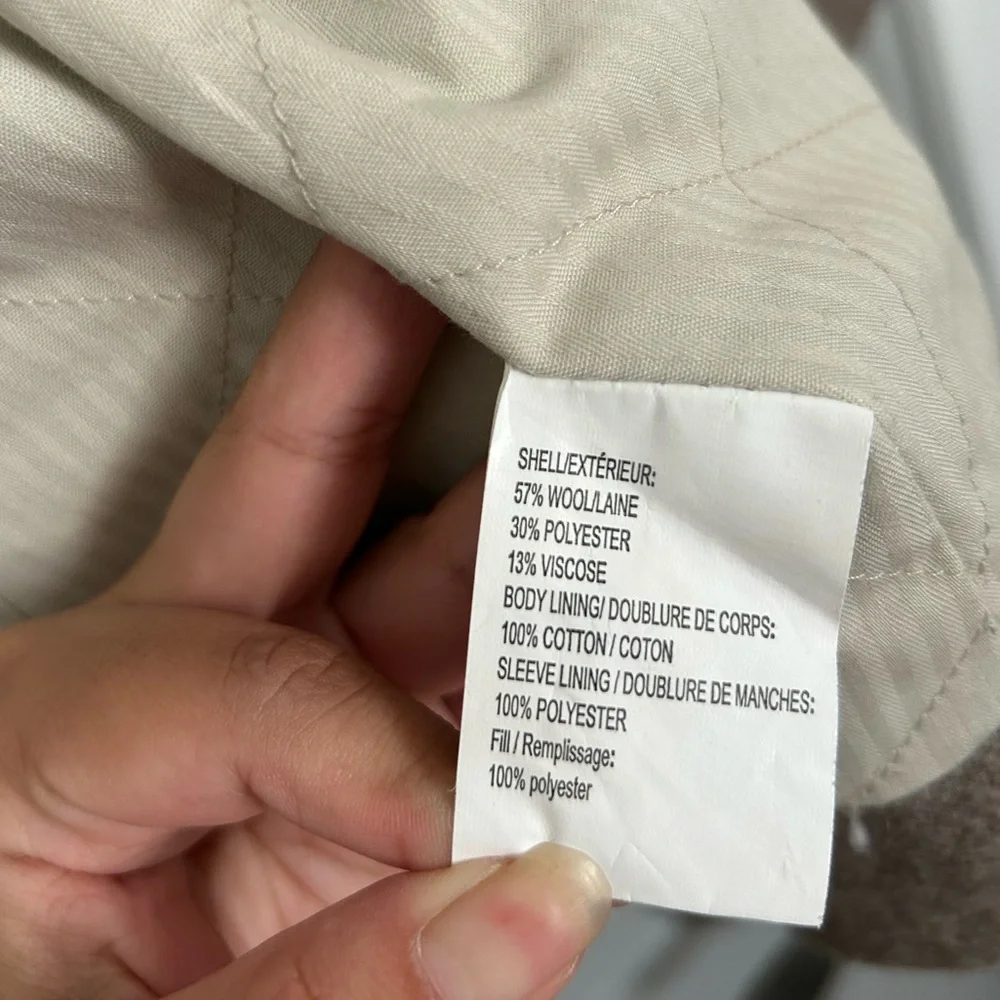 SHELL/EXTÉRIEUR:
57% WOOL/LAINE
30% POLYESTER
13% VISCOSE
BODY LINING/ DOUBLURE DE CORPS:
100% COTTON / COTON
SLEEVE LINING / DOUBLURE DE MANCHES:
100% POLYESTER
Fill / Remplissage:
100% polyester